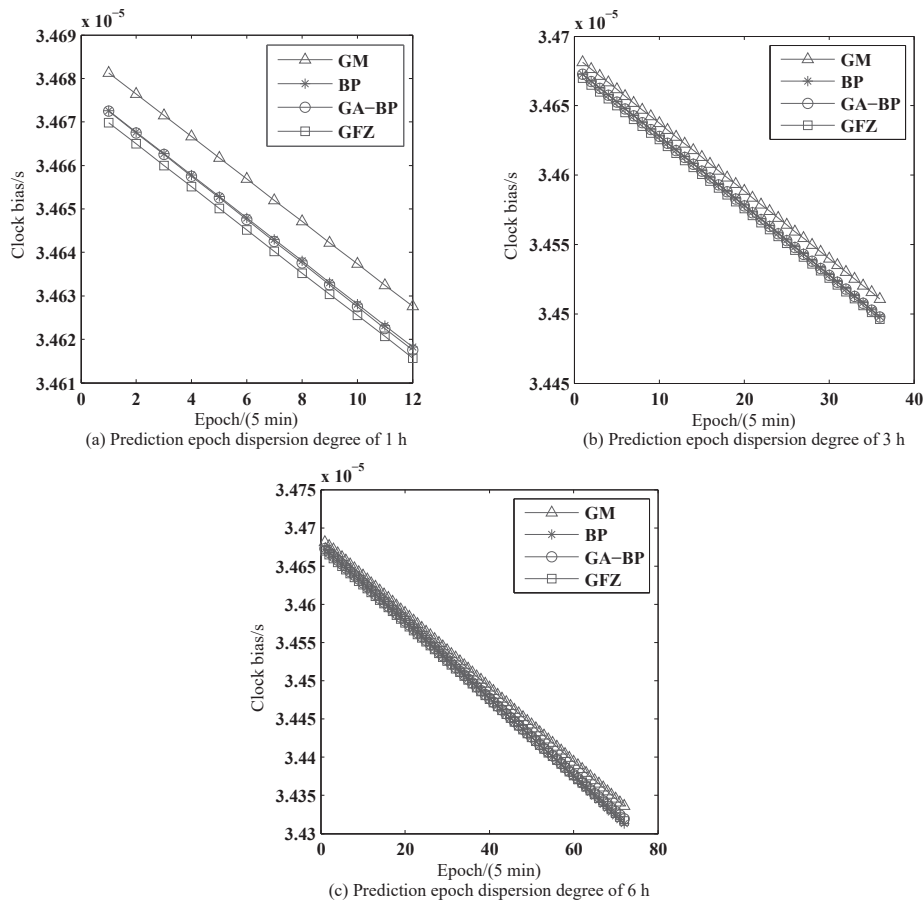 x 10⁻⁵
3.469
3.468
3.467
3.466
3.465
3.464
3.463
3.462
3.461
Clock bias/s
GM
BP
GA−BP
GFZ
0 2 4 6 8 10 12
Epoch/(5 min)
(a) Prediction epoch dispersion degree of 1 h
x 10⁻⁵
3.47
3.465
3.46
3.455
3.45
3.445
Clock bias/s
GM
BP
GA−BP
GFZ
0 10 20 30 40
Epoch/(5 min)
(b) Prediction epoch dispersion degree of 3 h
x 10⁻⁵
3.475
3.47
3.465
3.46
3.455
3.45
3.445
3.44
3.435
3.43
Clock bias/s
GM
BP
GA−BP
GFZ
0 20 40 60 80
Epoch/(5 min)
(c) Prediction epoch dispersion degree of 6 h